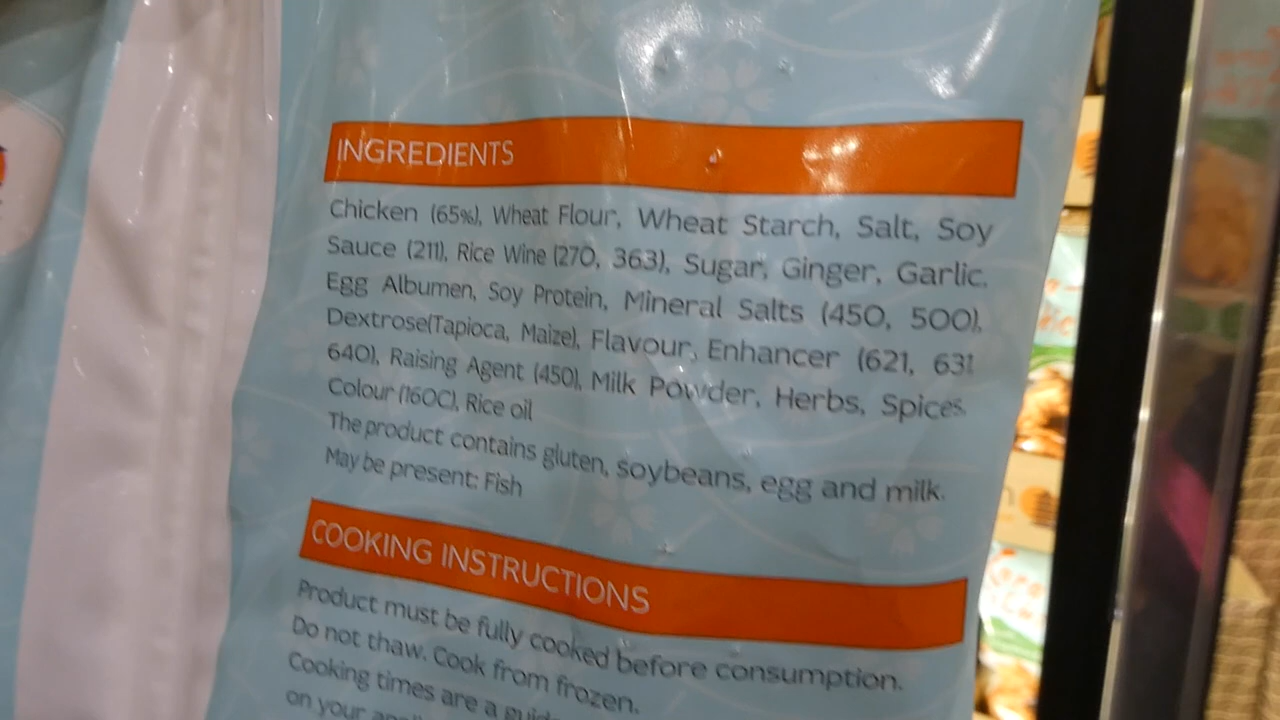 INGREDIENTS
Chicken (65%), Wheat Flour, Wheat Starch, Salt, Soy
Sauce (211), Rice Wine (270, 363), Sugar, Ginger, Garlic,
Egg Albumen, Soy Protein, Mineral Salts (450, 500),
Dextrose(Tapioca, Maize), Flavour, Enhancer (621, 631
640), Raising Agent (450), Milk Powder, Herbs, Spices,
Colour (160C), Rice oil
The product contains gluten, soybeans, egg and milk.
May be present: Fish
COOKING INSTRUCTIONS
Product must be fully cooked before consumption.
Do not thaw. Cook from frozen.
Cooking times are a
on your